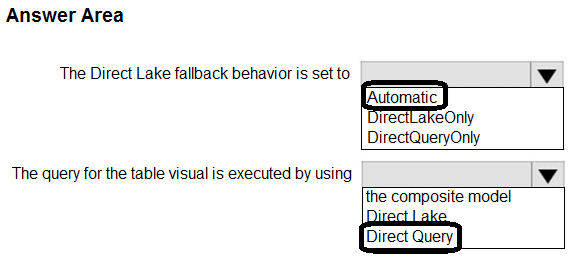 Answer Area
The Direct Lake fallback behavior is set to
Automatic
DirectLakeOnly
DirectQueryOnly
The query for the table visual is executed by using
the composite model
Direct Lake
Direct Query